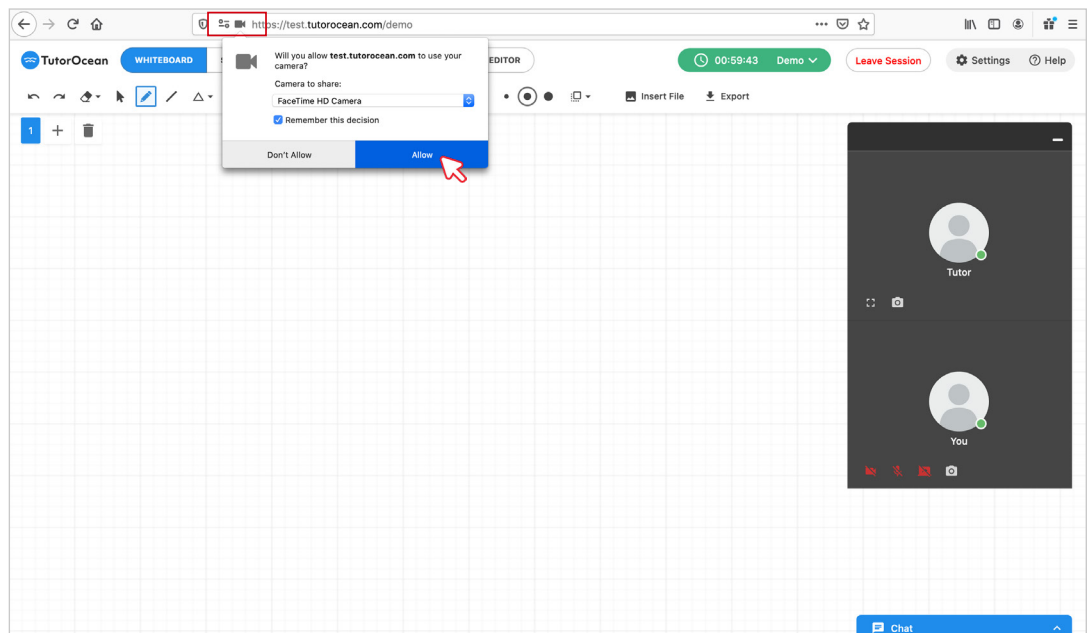 https://test.tutorocean.com/demo
Will you allow test.tutorocean.com to use your
camera?
Camera to share:
FaceTime HD Camera
Remember this decision
Don't Allow
Allow
TutorOcean
WHITEBOARD
EDITOR
00:59:43 Demo
Leave Session
Settings
Help
Insert File
Export
1
Tutor
You
Chat